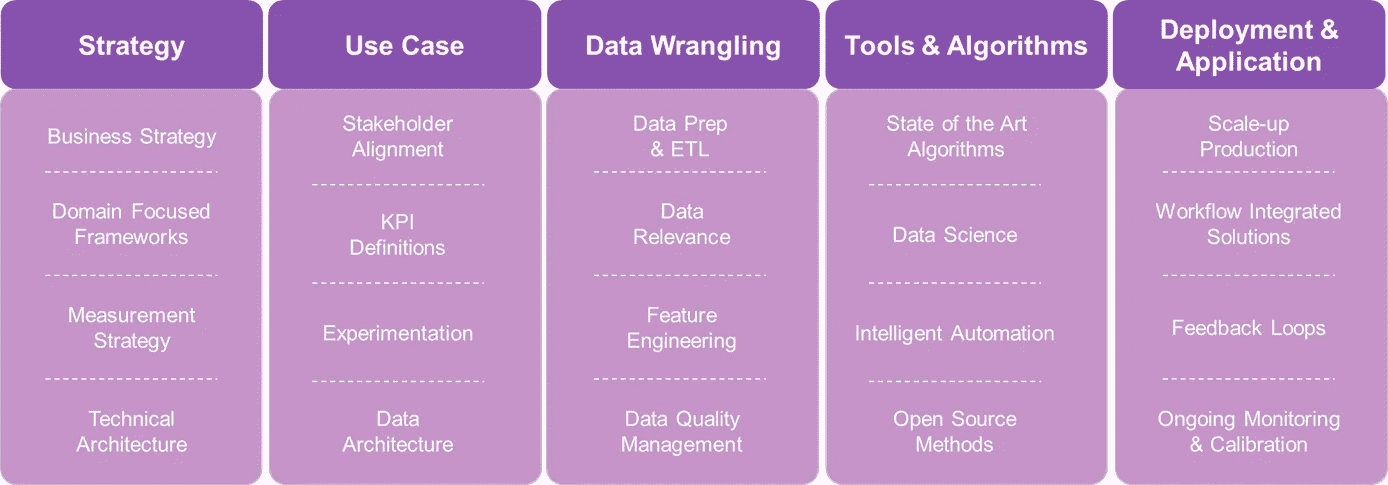 Strategy
Business Strategy
Domain Focused
Frameworks
Measurement
Strategy
Technical
Architecture
Use Case
Stakeholder
Alignment
KPI
Definitions
Experimentation
Data
Architecture
Data Wrangling
Data Prep
& ETL
Data
Relevance
Feature
Engineering
Data Quality
Management
Tools & Algorithms
State of the Art
Algorithms
Data Science
Intelligent Automation
Open Source
Methods
Deployment &
Application
Scale-up
Production
Workflow Integrated
Solutions
Feedback Loops
Ongoing Monitoring
& Calibration